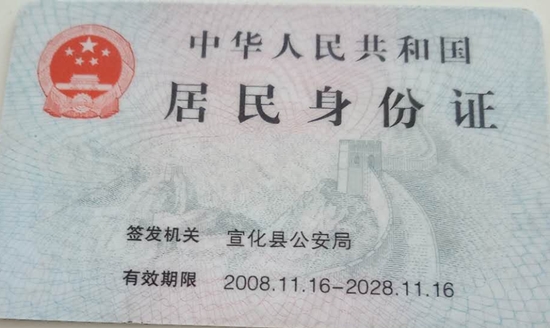 中华人民共和国
居民身份证
签发机关 宣化县公安局
有效期限 2008.11.16-2028.11.16